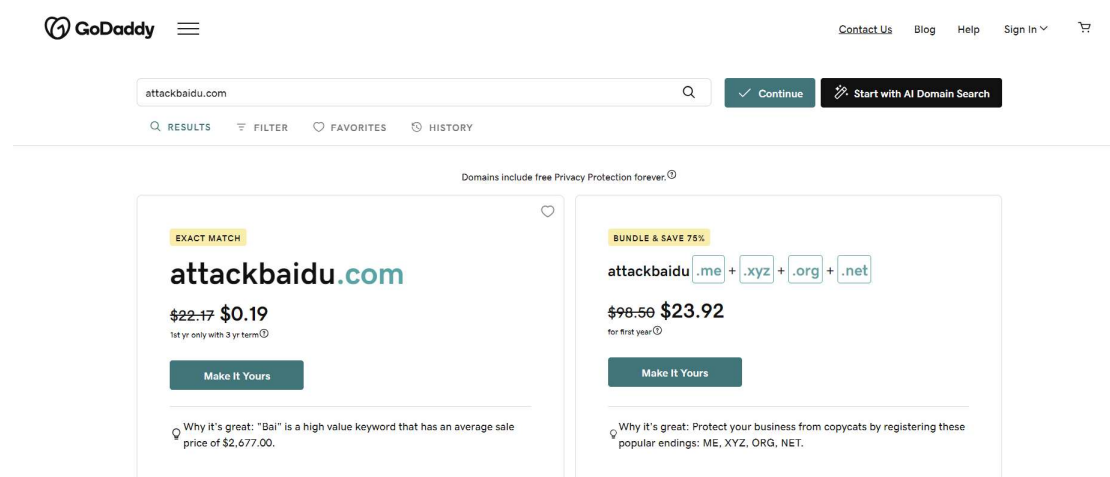 GoDaddy
Contact Us Blog Help Sign In
attackbaidu.com
Continue
Start with AI Domain Search
RESULTS FILTER FAVORITES HISTORY
Domains include free Privacy Protection forever.
EXACT MATCH
attackbaidu.com
$22.17 $0.19
1st yr only with 3 yr term
Make It Yours
Why it's great: "Bai" is a high value keyword that has an average sale
price of $2,677.00.
BUNDLE & SAVE 75%
attackbaidu .me + .xyz + .org + .net
$98.50 $23.92
for first year
Make It Yours
Why it's great: Protect your business from copycats by registering these
popular endings: ME, XYZ, ORG, NET.